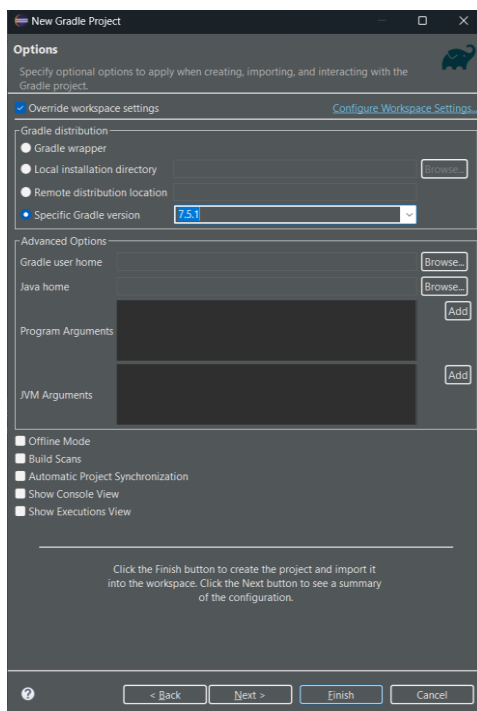 New Gradle Project
Options
Specify optional options to apply when creating, importing, and interacting with the
Gradle project.
Override workspace settings
Configure Workspace Settings...
Gradle distribution
Gradle wrapper
Local installation directory
Browse...
Remote distribution location
Specific Gradle version
7.5.1
Advanced Options
Gradle user home
Browse...
Java home
Browse...
Add
Program Arguments
Add
JVM Arguments
Offline Mode
Build Scans
Automatic Project Synchronization
Show Console View
Show Executions View
Click the Finish button to create the project and import it
into the workspace. Click the Next button to see a summary
of the configuration.
?
< Back
Next >
Finish
Cancel